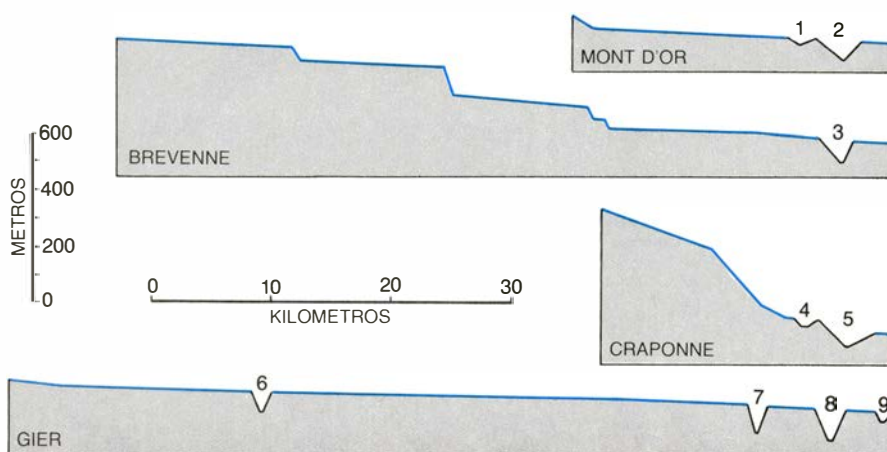 1 2
MONT D'OR
3
BREVENNE
600
400
200
0
METROS
0 10 20 30
KILOMETROS
4 5
CRAPONNE
6 7 8 9
GIER